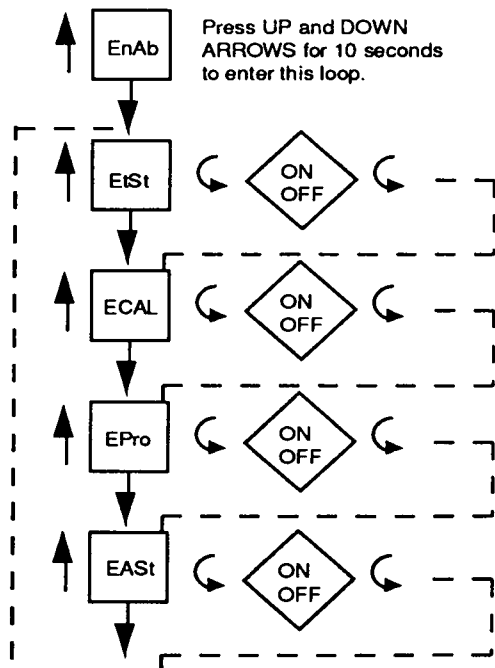 EnAb
Press UP and DOWN
ARROWS for 10 seconds
to enter this loop.
EtSt
ON
OFF
ECAL
ON
OFF
EPro
ON
OFF
EASt
ON
OFF